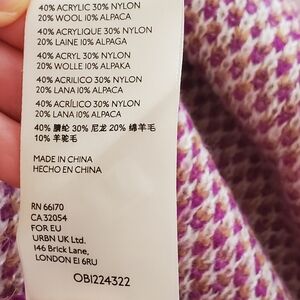 40% ACRYLIC 30% NYLON
20% WOOL 10% ALPACA
40% ACRYLIQUE 30% NYLON
20% LAINE 10% ALPAGA
40% ACRYL 30% NYLON
20% WOLLE 10% ALPAKA
40% ACRILICO 30% NYLON
20% LANA 10% ALPACA
40% ACRÍLICO 30% NYLON
20% LANA 10% ALPACA
40% 腈纶 30% 尼龙 20% 绵羊毛
10% 羊驼毛
MADE IN CHINA
HECHO EN CHINA
RN 66170
CA 32054
FOR EU
URBN UK Ltd.
146 Brick Lane,
LONDON E1 6RU
OB1224322